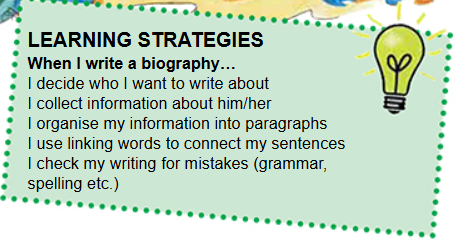 LEARNING STRATEGIES
When I write a biography…
I decide who I want to write about
I collect information about him/her
I organise my information into paragraphs
I use linking words to connect my sentences
I check my writing for mistakes (grammar,
spelling etc.)